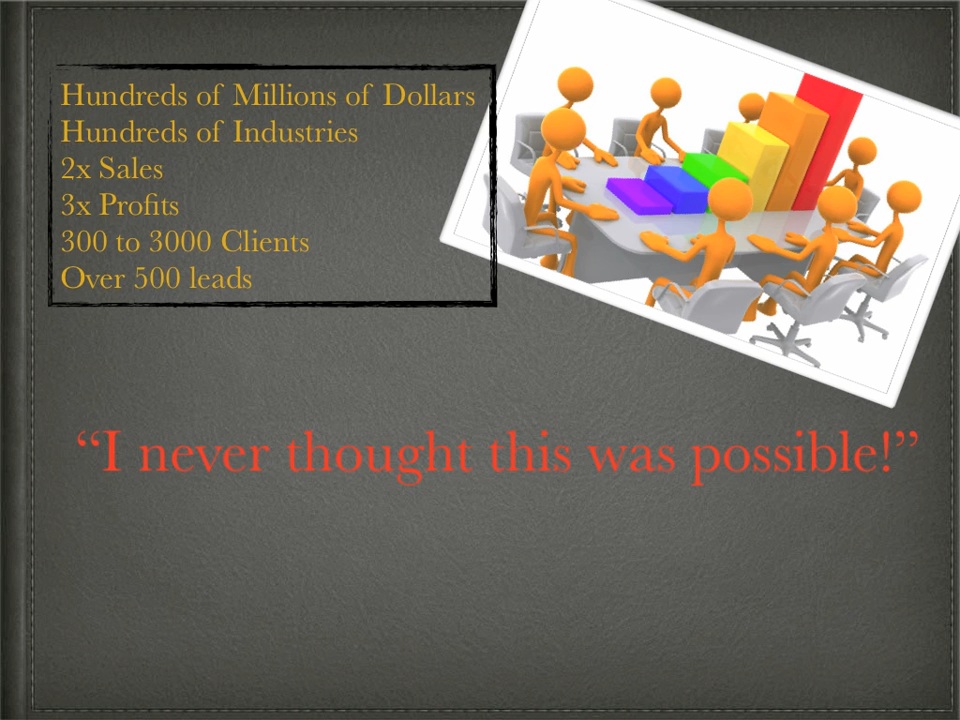 Hundreds of Millions of Dollars
Hundreds of Industries
2x Sales
3x Profits
300 to 3000 Clients
Over 500 leads
“I never thought this was possible!”